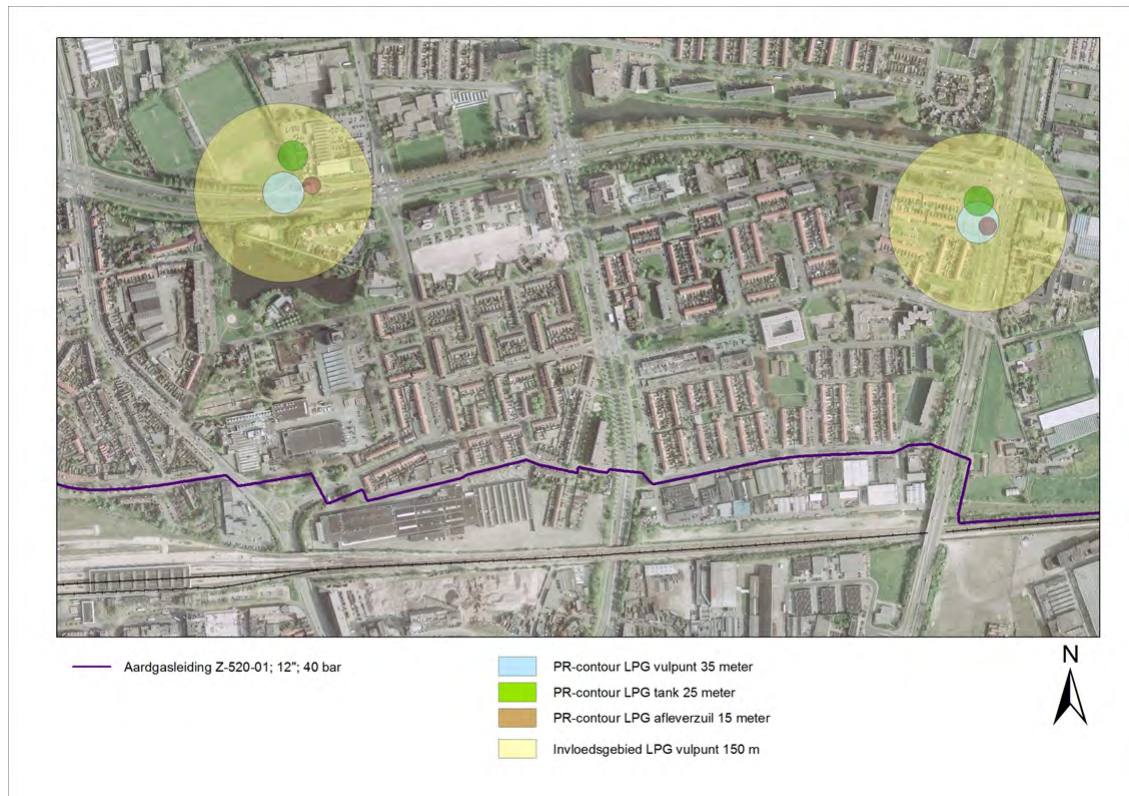 Aardgasleiding Z-520-01; 12"; 40 bar
PR-contour LPG vulpunt 35 meter
PR-contour LPG tank 25 meter
PR-contour LPG afleverzuil 15 meter
Invloedsgebied LPG vulpunt 150 m
N